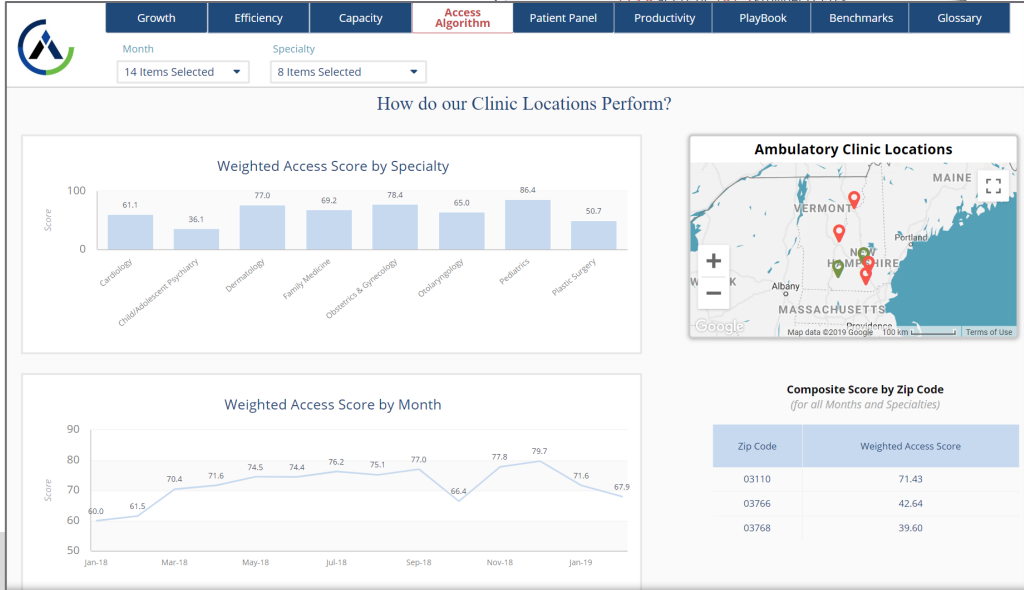 Growth
Efficiency
Capacity
Access
Algorithm
Patient Panel
Productivity
PlayBook
Benchmarks
Glossary
Month
Specialty
14 Items Selected
8 Items Selected
How do our Clinic Locations Perform?
Weighted Access Score by Specialty
Score
100
0
61.1
36.1
77.0
69.2
78.4
65.0
86.4
50.7
Cardiology
Child/Adolescent Psychiatry
Dermatology
Family Medicine
Obstetrics & Gynecology
Otolaryngology
Pediatrics
Plastic Surgery
Ambulatory Clinic Locations
MAINE
VERMONT
Portland
NEW
HAMPSHIRE
Albany
MASSACHUSETTS
Providence
Google
Map data ©2019 Google
100 km
Terms of Use
Weighted Access Score by Month
Score
90
80
70
60
50
60.0
61.5
70.4
71.6
74.5
74.4
76.2
75.1
77.0
66.4
77.8
79.7
71.6
67.9
Jan-18
Mar-18
May-18
Jul-18
Sep-18
Nov-18
Jan-19
Composite Score by Zip Code
(for all Months and Specialties)
Zip Code
Weighted Access Score
03110
71.43
03766
42.64
03768
39.60